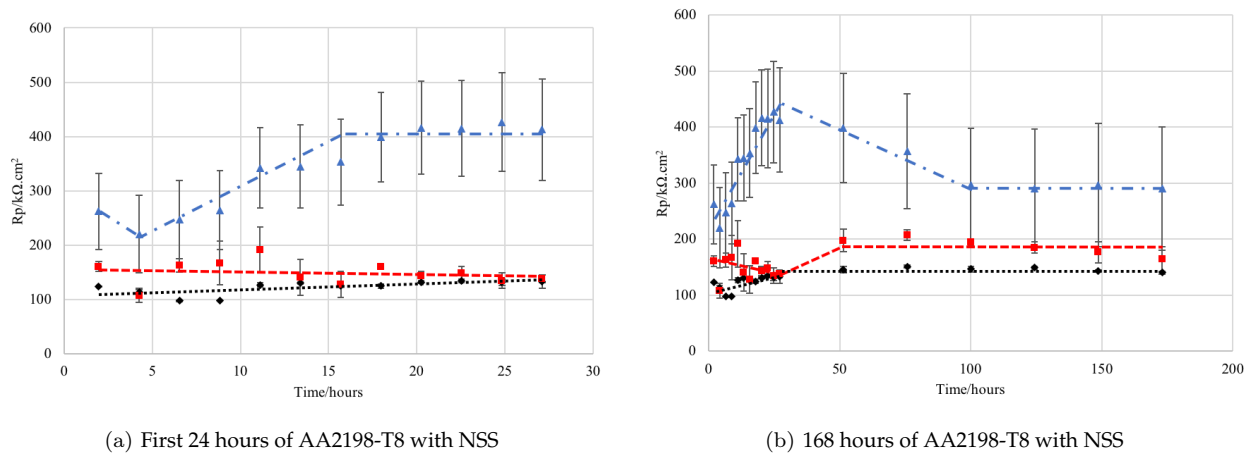 600
500
400
300
200
100
0
Rp/kΩ.cm²
0 5 10 15 20 25 30
Time/hours
(a) First 24 hours of AA2198-T8 with NSS
600
500
400
300
200
100
0
Rp/kΩ.cm²
0 50 100 150 200
Time/hours
(b) 168 hours of AA2198-T8 with NSS